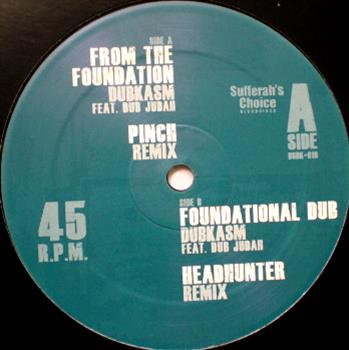 SIDE A
FROM THE
FOUNDATION
DUBKASM
FEAT. DUB JUDAH
PINCH
REMIX
Sufferah's
Choice
RECORDINGS
A
SIDE
45
R.P.M.
SIDE B
FOUNDATIONAL DUB
DUBKASM
FEAT. DUB JUDAH
HEADHUNTER
REMIX